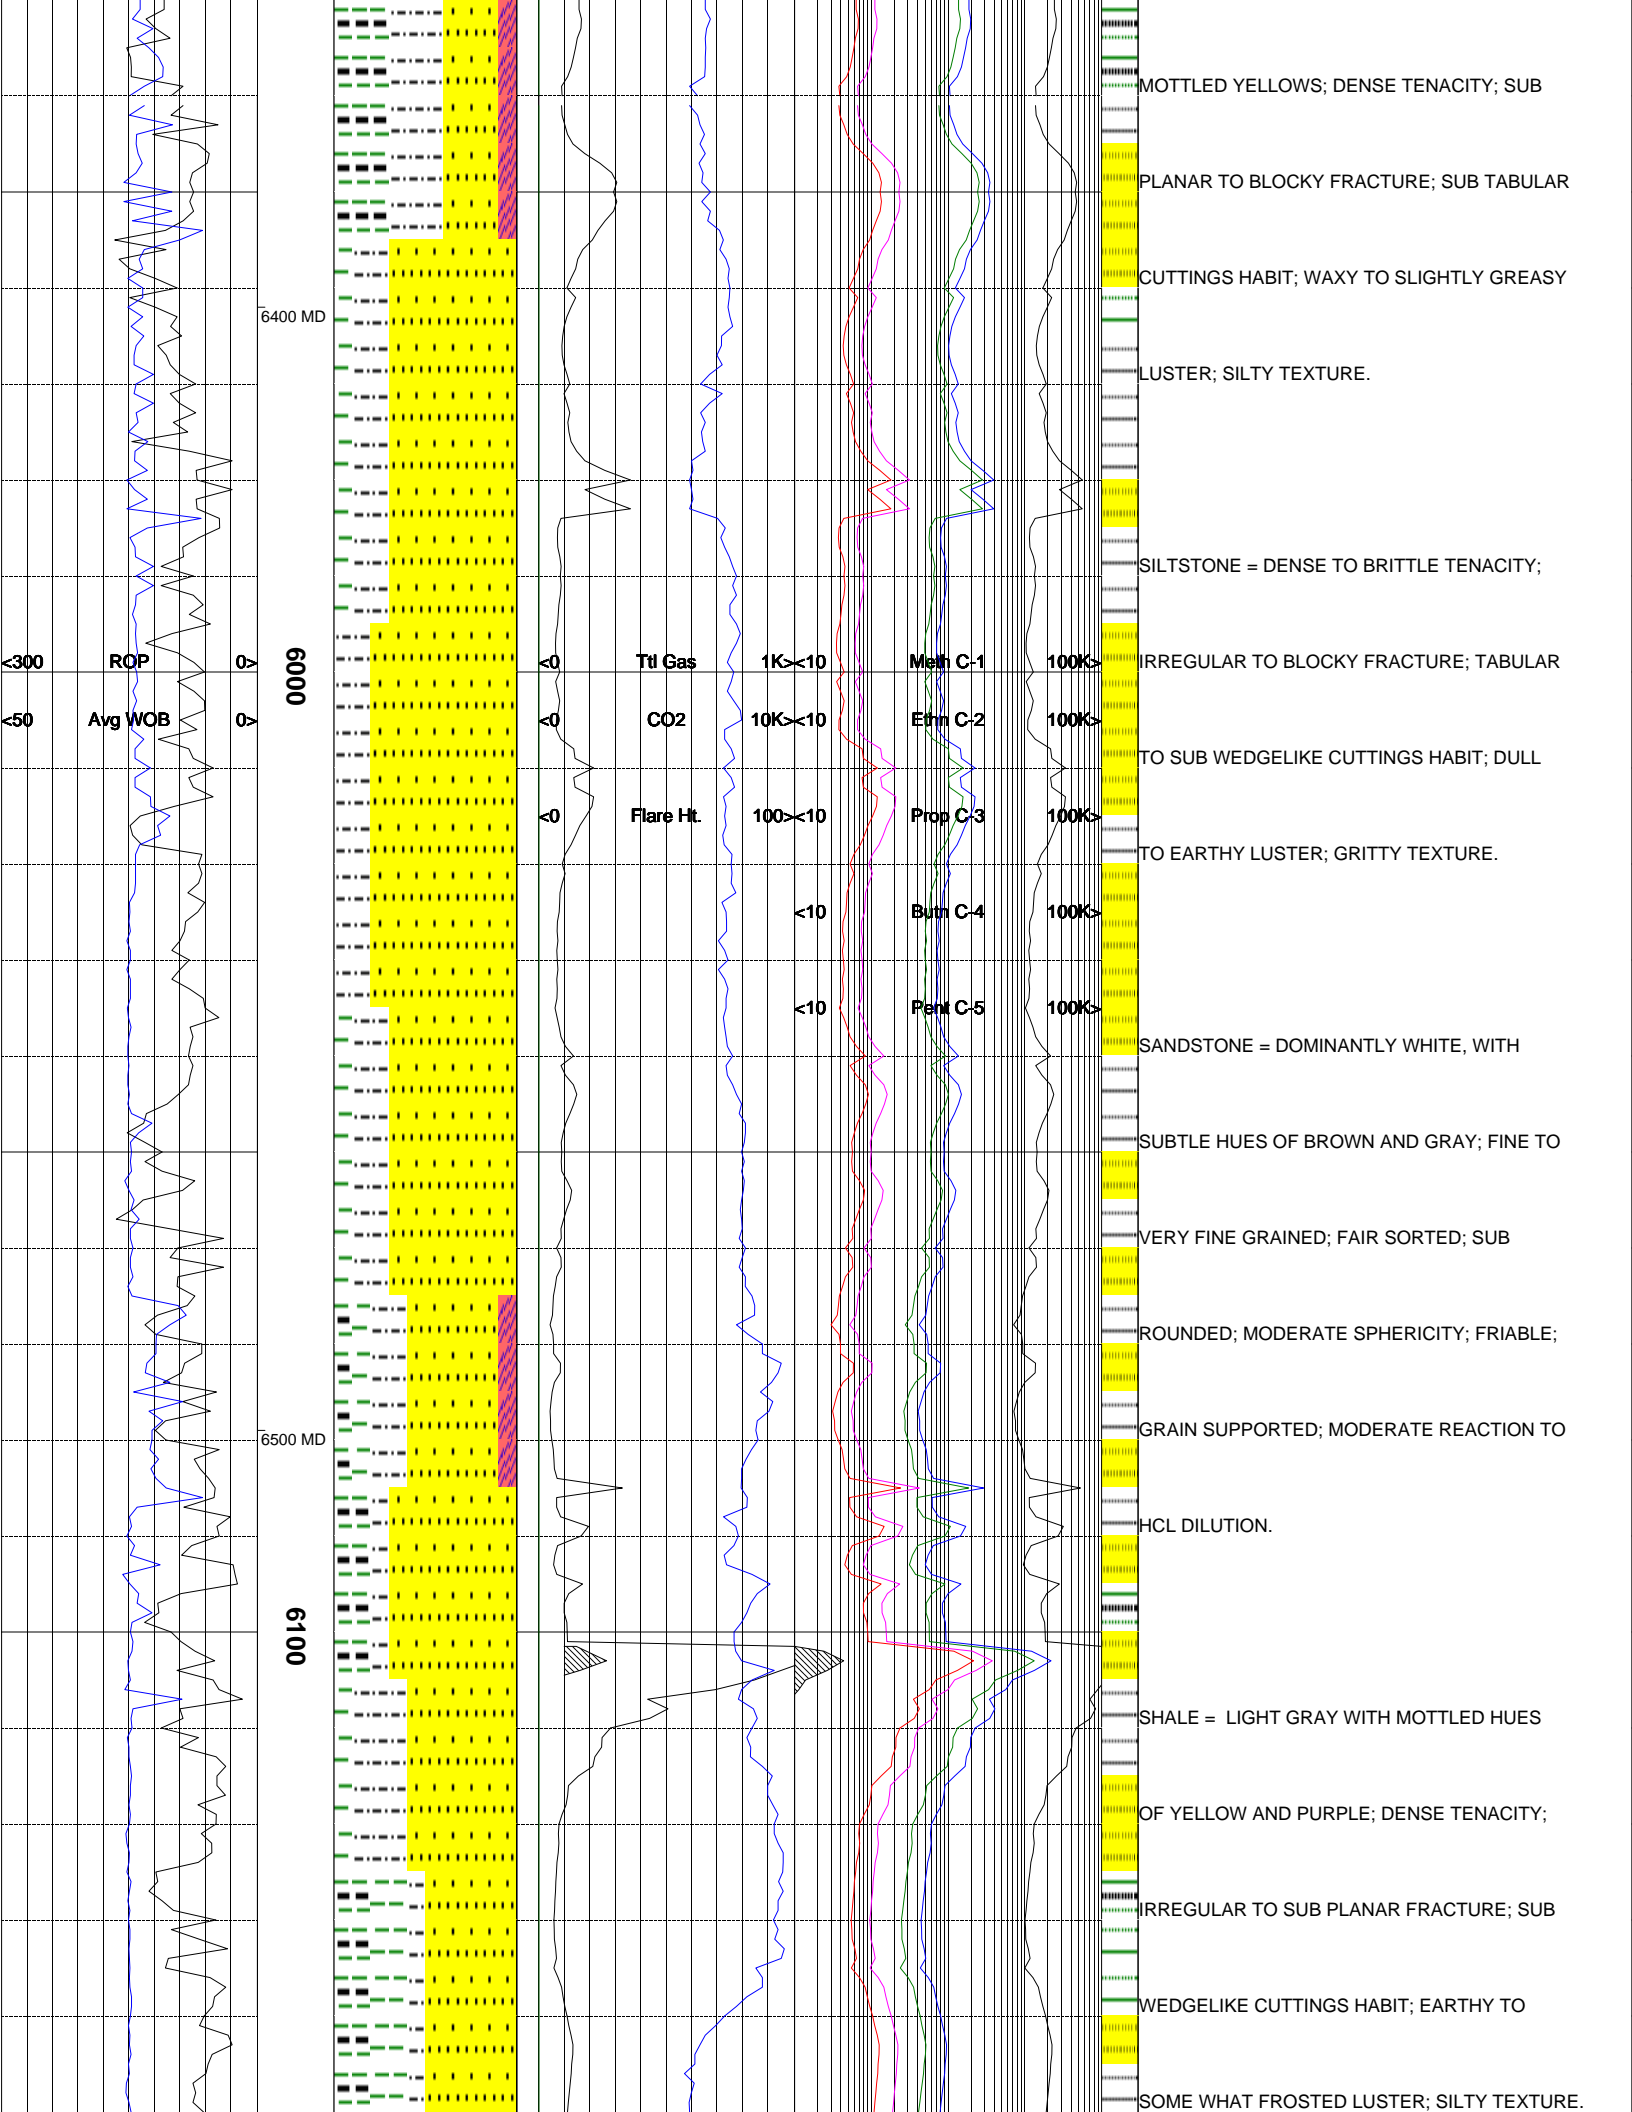 MOTTLED YELLOWS; DENSE TENACITY; SUB
PLANAR TO BLOCKY FRACTURE; SUB TABULAR
CUTTINGS HABIT; WAXY TO SLIGHTLY GREASY
6400 MD
LUSTER; SILTY TEXTURE.
SILTSTONE = DENSE TO BRITTLE TENACITY;
<300 ROP 0> 6000 <0 Ttl Gas 1K><10 Meth C-1 100K> IRREGULAR TO BLOCKY FRACTURE; TABULAR
<50 Avg WOB 0> <0 CO2 10K><10 Ethn C-2 100K>
TO SUB WEDGELIKE CUTTINGS HABIT; DULL
<0 Flare Ht. 100><10 Prop C-3 100K>
TO EARTHY LUSTER; GRITTY TEXTURE.
<10 Butn C-4 100K>
<10 Pent C-5 100K>
SANDSTONE = DOMINANTLY WHITE, WITH
SUBTLE HUES OF BROWN AND GRAY; FINE TO
VERY FINE GRAINED; FAIR SORTED; SUB
ROUNDED; MODERATE SPHERICITY; FRIABLE;
6500 MD GRAIN SUPPORTED; MODERATE REACTION TO
HCL DILUTION.
6100
SHALE = LIGHT GRAY WITH MOTTLED HUES
OF YELLOW AND PURPLE; DENSE TENACITY;
IRREGULAR TO SUB PLANAR FRACTURE; SUB
WEDGELIKE CUTTINGS HABIT; EARTHY TO
SOME WHAT FROSTED LUSTER; SILTY TEXTURE.